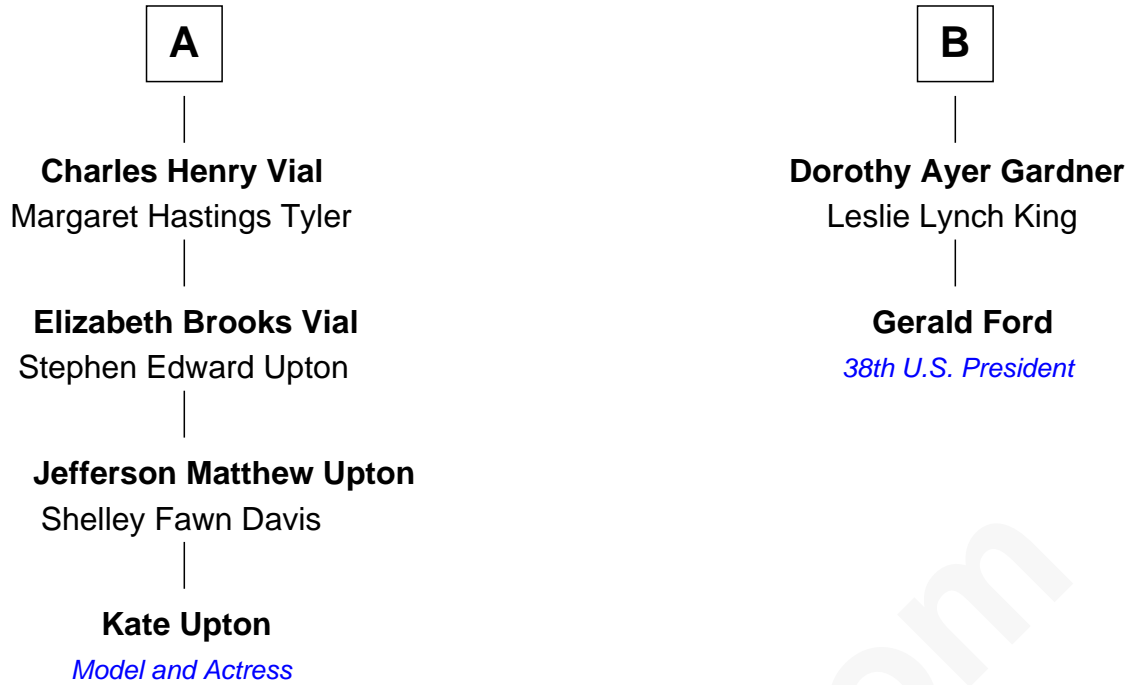 A
Charles Henry Vial
Margaret Hastings Tyler
Elizabeth Brooks Vial
Stephen Edward Upton
Jefferson Matthew Upton
Shelley Fawn Davis
Kate Upton
Model and Actress
B
Dorothy Ayer Gardner
Leslie Lynch King
Gerald Ford
38th U.S. President
om